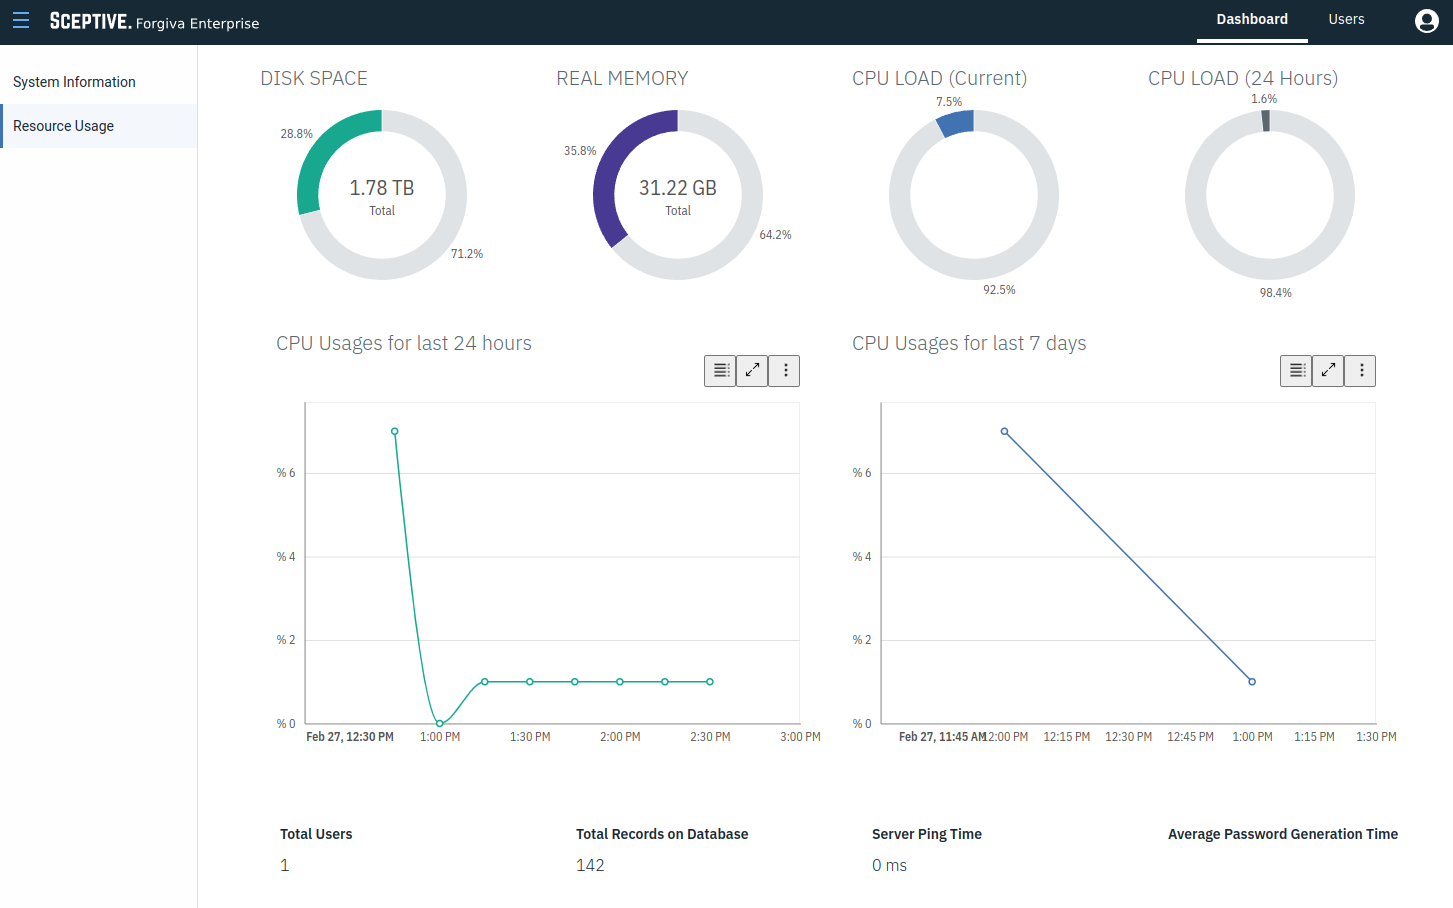 SCEPTIVE. Forgiva Enterprise
Dashboard
Users
System Information
Resource Usage
DISK SPACE
28.8%
1.78 TB
Total
71.2%
REAL MEMORY
35.8%
31.22 GB
Total
64.2%
CPU LOAD (Current)
7.5%
92.5%
CPU LOAD (24 Hours)
1.6%
98.4%
CPU Usages for last 24 hours
% 6
% 4
% 2
% 0
Feb 27, 12:30 PM 1:00 PM 1:30 PM 2:00 PM 2:30 PM 3:00 PM
CPU Usages for last 7 days
% 6
% 4
% 2
% 0
Feb 27, 11:45 AM 12:00 PM 12:15 PM 12:30 PM 12:45 PM 1:00 PM 1:15 PM 1:30 PM
Total Users
1
Total Records on Database
142
Server Ping Time
0 ms
Average Password Generation Time